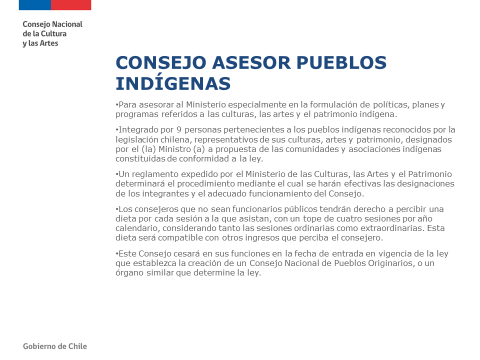 Consejo Nacional
de la Cultura
y las Artes
CONSEJO ASESOR PUEBLOS
INDÍGENAS
•Para asesorar al Ministerio especialmente en la formulación de políticas, planes y
programas referidos a las culturas, las artes y el patrimonio indígena.
•Integrado por 9 personas pertenecientes a los pueblos indígenas reconocidos por la
legislación chilena, representativos de sus culturas, artes y patrimonio, designados
por el (la) Ministro (a) a propuesta de las comunidades y asociaciones indígenas
constituidas de conformidad a la ley.
•Un reglamento expedido por el Ministerio de las Culturas, las Artes y el Patrimonio
determinará el procedimiento mediante el cual se harán efectivas las designaciones
de los integrantes y el adecuado funcionamiento del Consejo.
•Los consejeros que no sean funcionarios públicos tendrán derecho a percibir una
dieta por cada sesión a la que asistan, con un tope de cuatro sesiones por año
calendario, considerando tanto las sesiones ordinarias como extraordinarias. Esta
dieta será compatible con otros ingresos que perciba el consejero.
•Este Consejo cesará en sus funciones en la fecha de entrada en vigencia de la ley
que establezca la creación de un Consejo Nacional de Pueblos Originarios, o un
órgano similar que determine la ley.
Gobierno de Chile